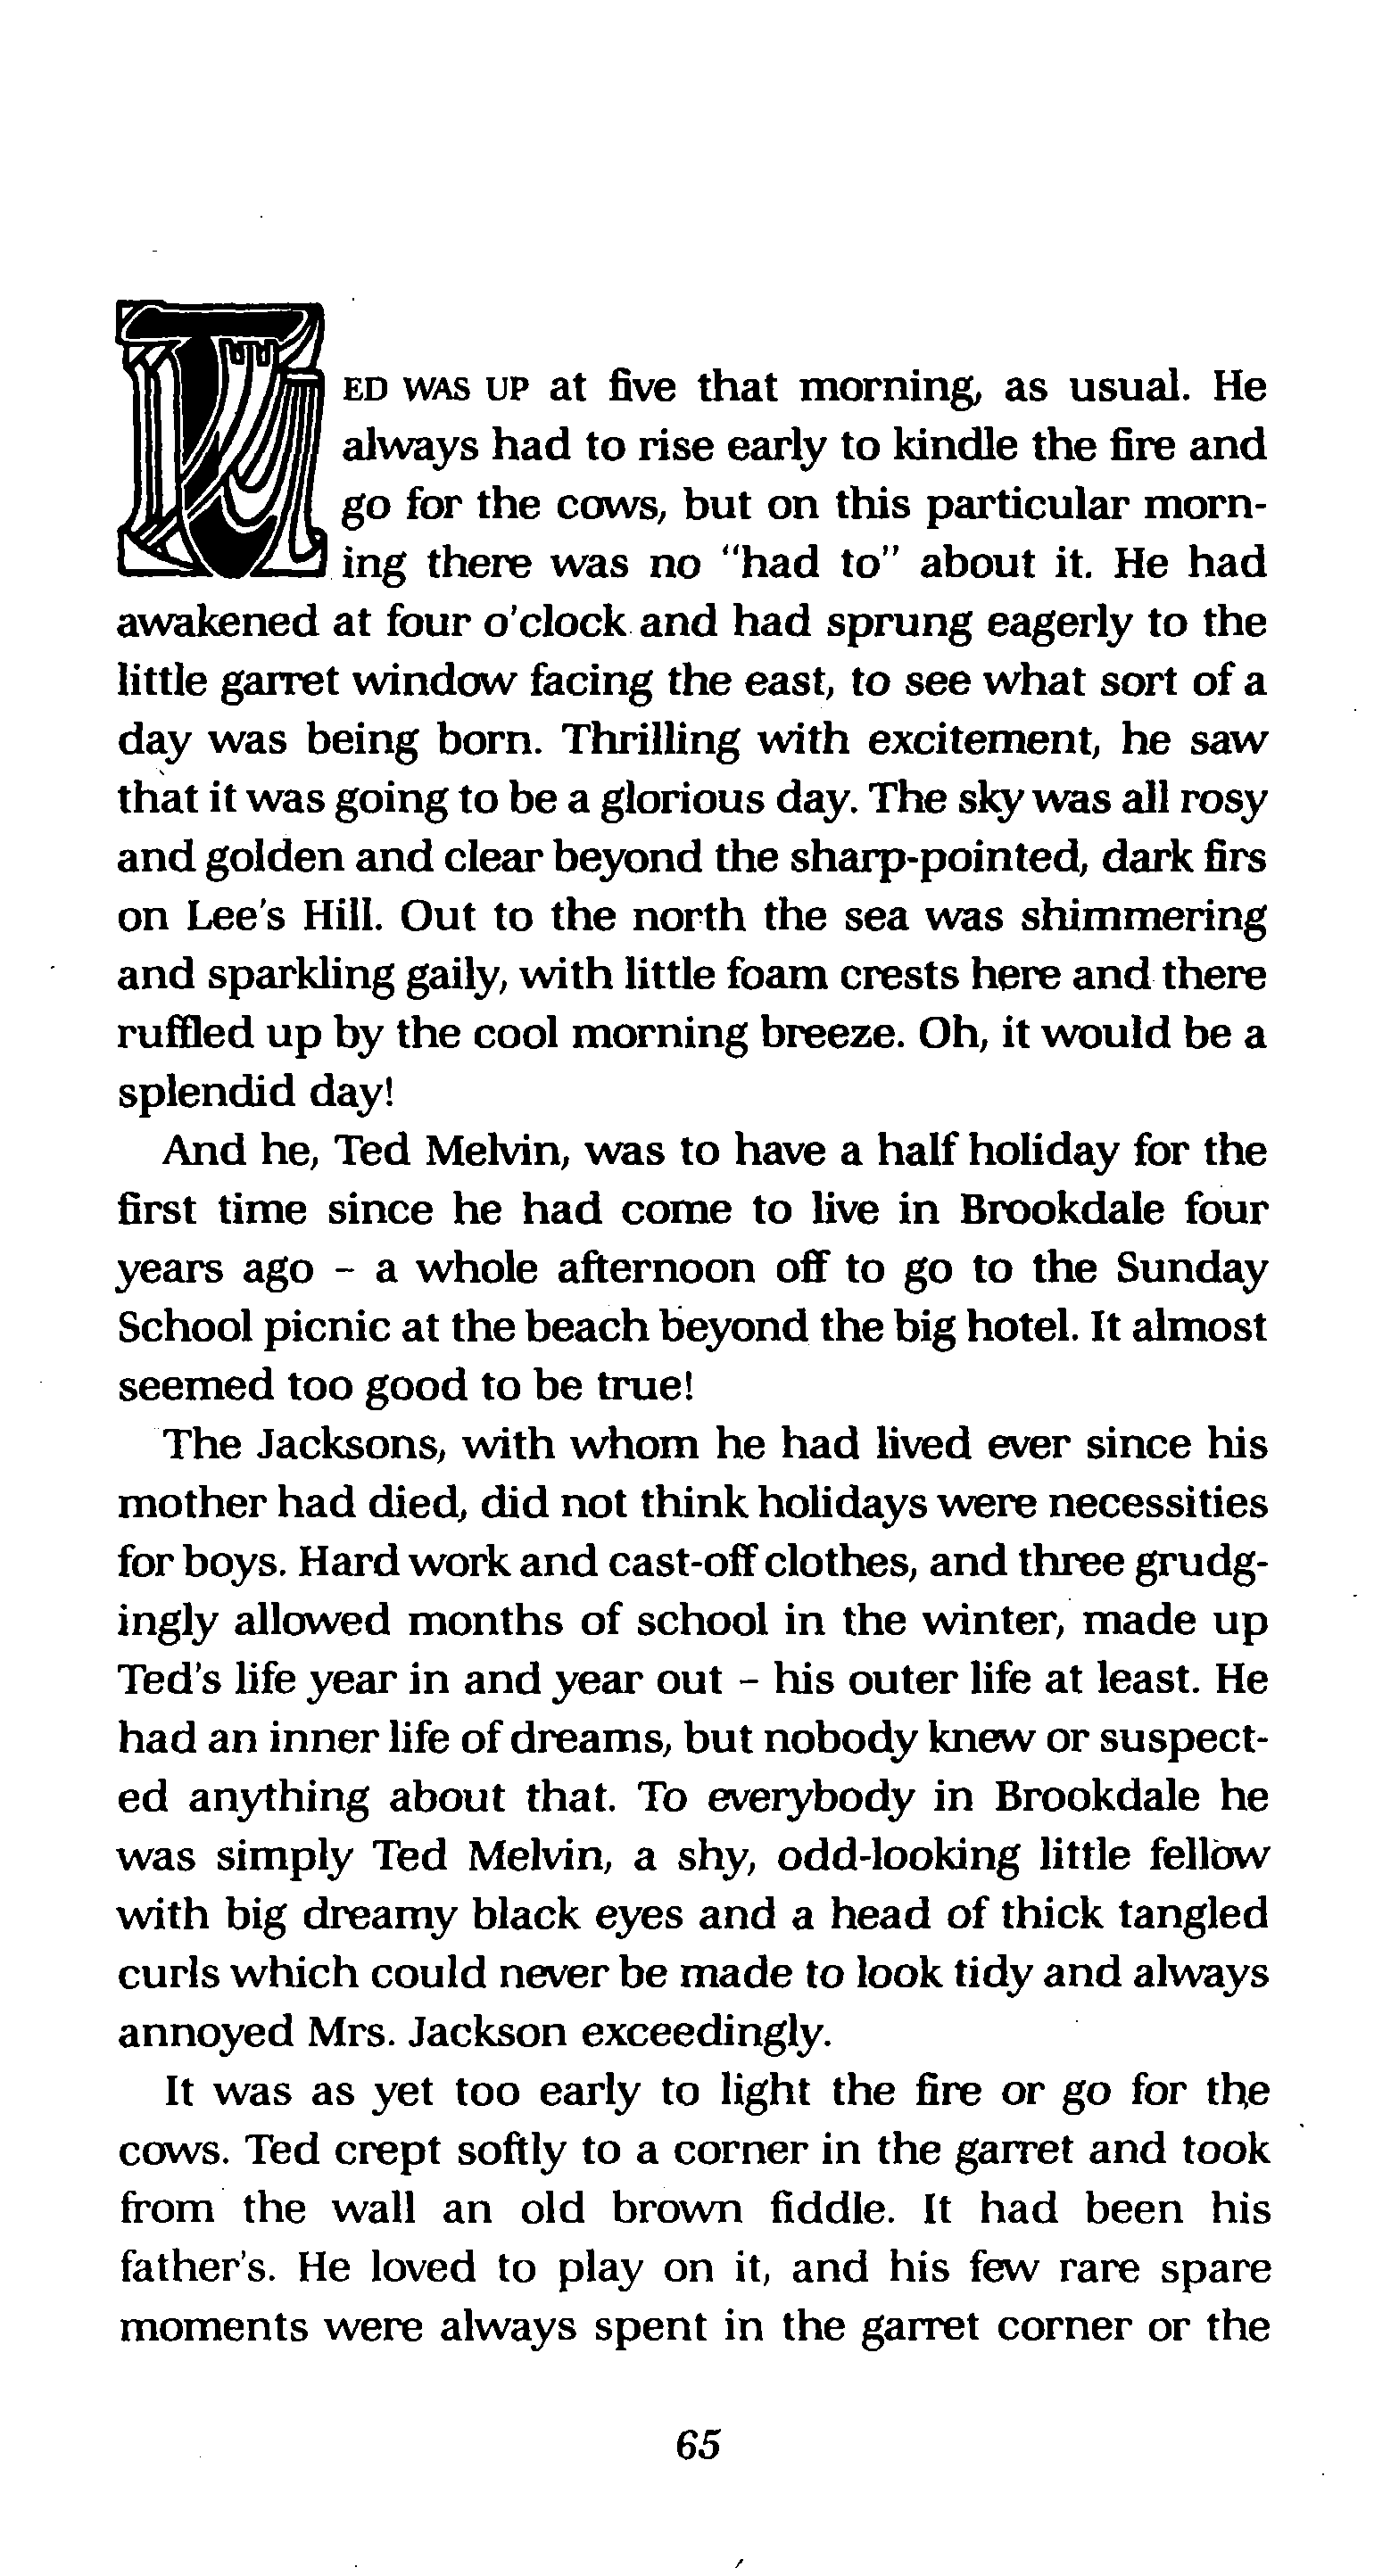 TED WAS UP at five that morning, as usual. He
always had to rise early to kindle the fire and
go for the cows, but on this particular morn-
ing there was no "had to" about it. He had
awakened at four o'clock and had sprung eagerly to the
little garret window facing the east, to see what sort of a
day was being born. Thrilling with excitement, he saw
that it was going to be a glorious day. The sky was all rosy
and golden and clear beyond the sharp-pointed, dark firs
on Lee's Hill. Out to the north the sea was shimmering
and sparkling gaily, with little foam crests here and there
ruffled up by the cool morning breeze. Oh, it would be a
splendid day!
And he, Ted Melvin, was to have a half holiday for the
first time since he had come to live in Brookdale four
years ago – a whole afternoon off to go to the Sunday
School picnic at the beach beyond the big hotel. It almost
seemed too good to be true!
The Jacksons, with whom he had lived ever since his
mother had died, did not think holidays were necessities
for boys. Hard work and cast-off clothes, and three grudg-
ingly allowed months of school in the winter, made up
Ted's life year in and year out – his outer life at least. He
had an inner life of dreams, but nobody knew or suspect-
ed anything about that. To everybody in Brookdale he
was simply Ted Melvin, a shy, odd-looking little fellow
with big dreamy black eyes and a head of thick tangled
curls which could never be made to look tidy and always
annoyed Mrs. Jackson exceedingly.
It was as yet too early to light the fire or go for the
cows. Ted crept softly to a corner in the garret and took
from the wall an old brown fiddle. It had been his
father's. He loved to play on it, and his few rare spare
moments were always spent in the garret corner or the
65